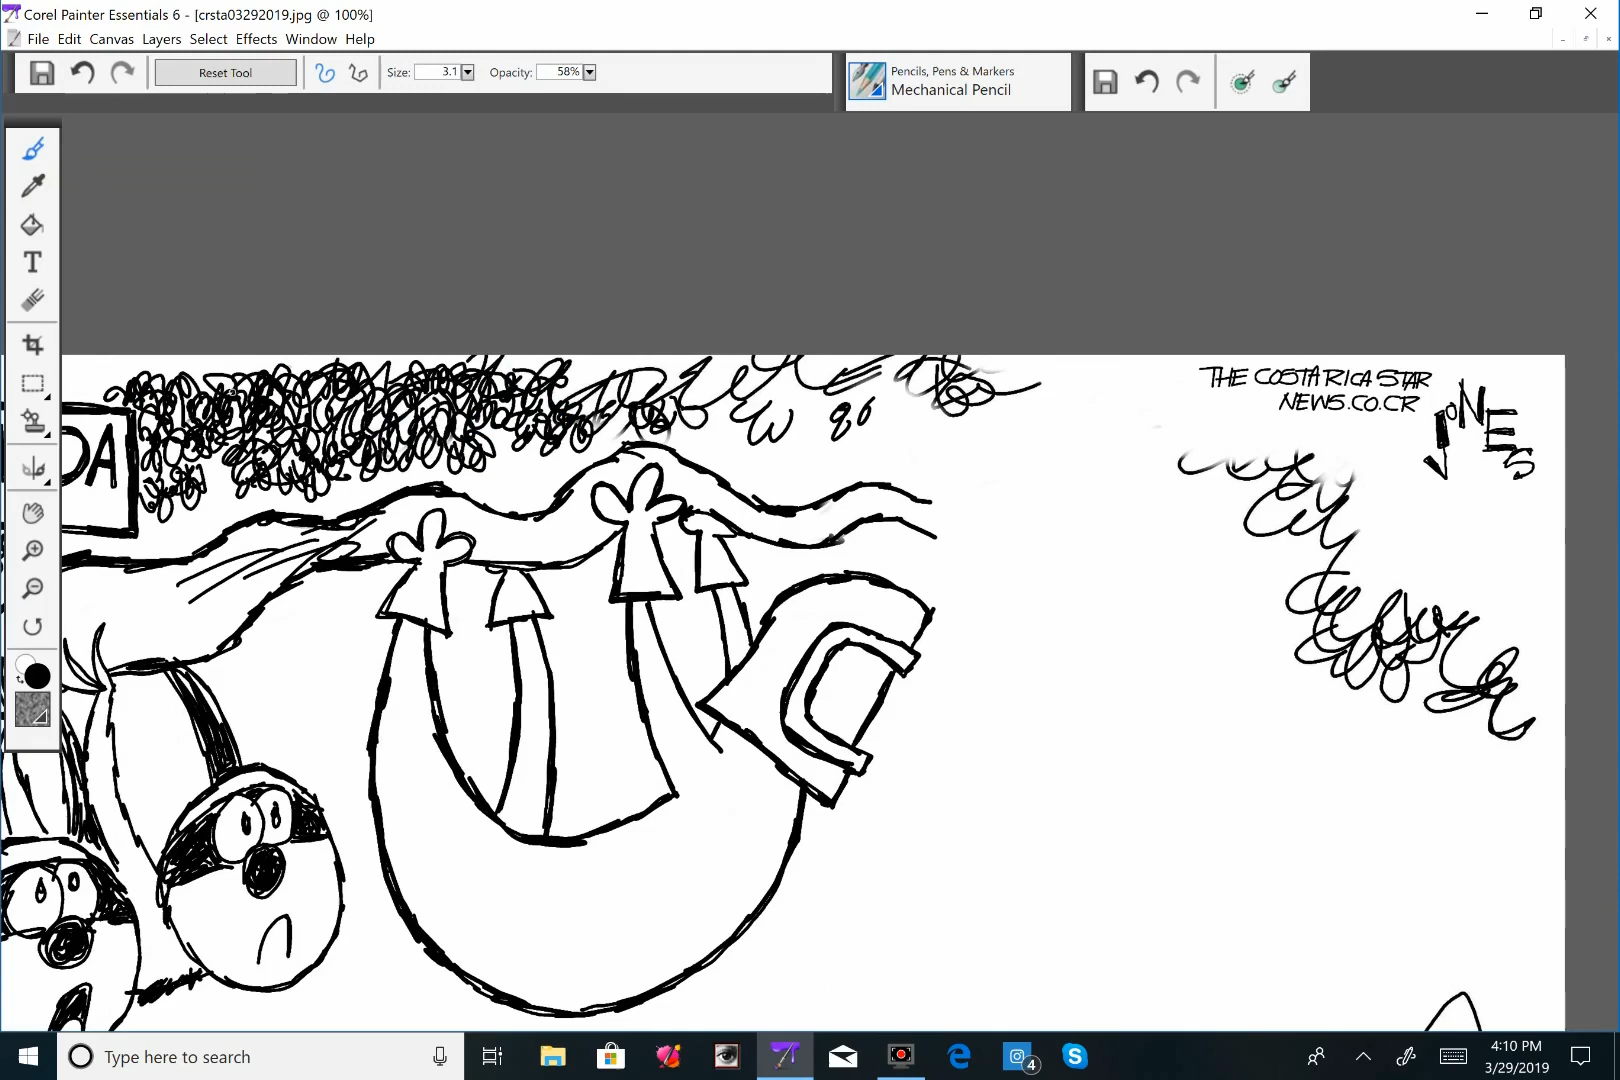 Corel Painter Essentials 6 - [crsta03292019.jpg @ 100%]
File Edit Canvas Layers Select Effects Window Help
Reset Tool
Size: 3.1
Opacity: 58%
Pencils, Pens & Markers
Mechanical Pencil
T
THE COSTA RICA STAR
NEWS.CO.CR
JONES
DA
Type here to search
4
4:10 PM
3/29/2019